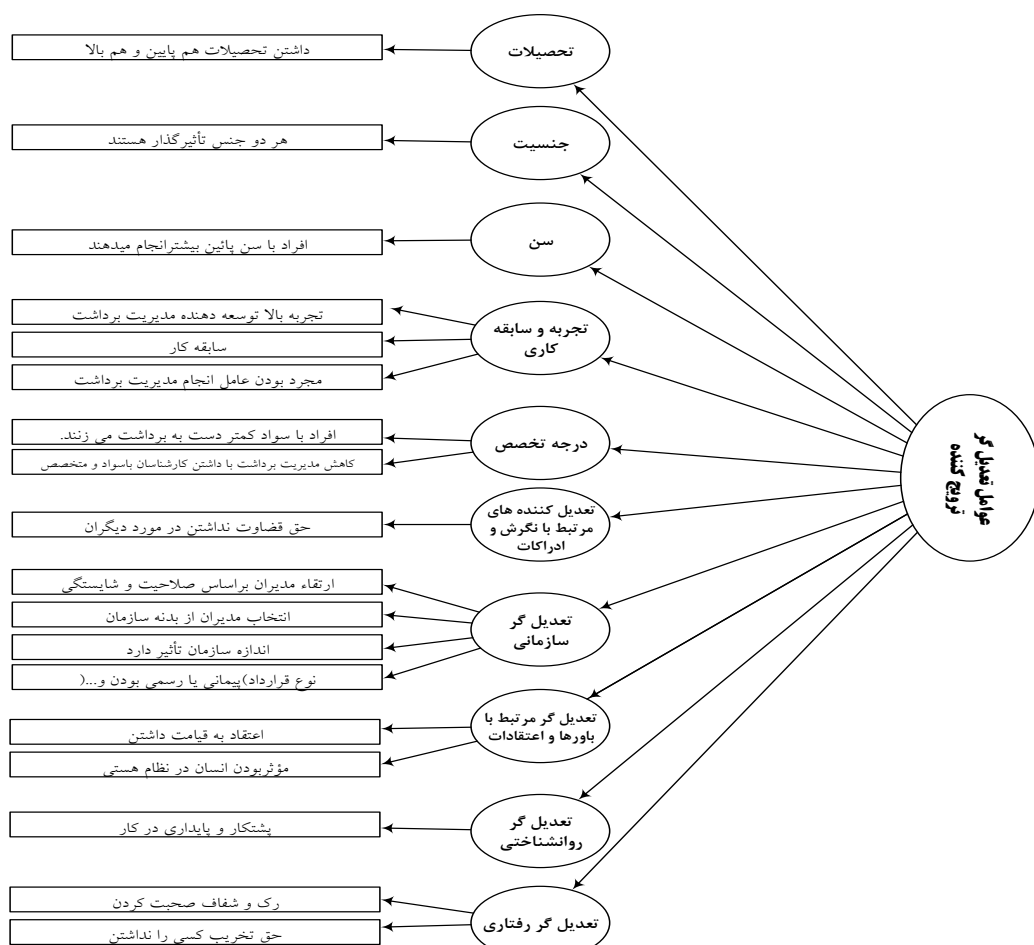 عوامل تعدیل گر
ترویج کننده
تحصیلات
داشتن تحصیلات هم پایین و هم بالا
جنسیت
هر دو جنس تأثیرگذار هستند
سن
افراد با سن پائین بیشترانجام میدهند
تجربه و سابقه
کاری
تجربه بالا توسعه دهنده مدیریت برداشت
سابقه کار
مجرد بودن عامل انجام مدیریت برداشت
درجه تخصص
افراد با سواد کمتر دست به برداشت می زنند.
کاهش مدیریت برداشت با داشتن کارشناسان باسواد و متخصص
تعدیل کننده های
مرتبط با نگرش و
ادراکات
حق قضاوت نداشتن در مورد دیگران
تعدیل گر
سازمانی
ارتقاء مدیران براساس صلاحیت و شایستگی
انتخاب مدیران از بدنه سازمان
اندازه سازمان تأثیر دارد
نوع قرارداد)پیمانی یا رسمی بودن و...(
تعدیل گر مرتبط با
باورها و اعتقادات
اعتقاد به قیامت داشتن
مؤثربودن انسان در نظام هستی
تعدیل گر
روانشناختی
پشتکار و پایداری در کار
تعدیل گر رفتاری
رک و شفاف صحبت کردن
حق تخریب کسی را نداشتن